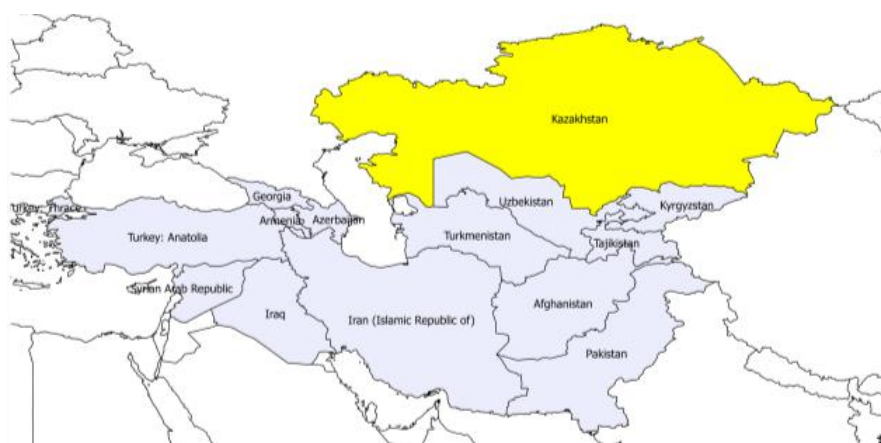 Kazakhstan
Georgia
Uzbekistan
Kyrgyzstan
Turkey: Thrace
Armenia
Azerbaijan
Turkey: Anatolia
Turkmenistan
Tajikistan
Syrian Arab Republic
Afghanistan
Iraq
Iran (Islamic Republic of)
Pakistan